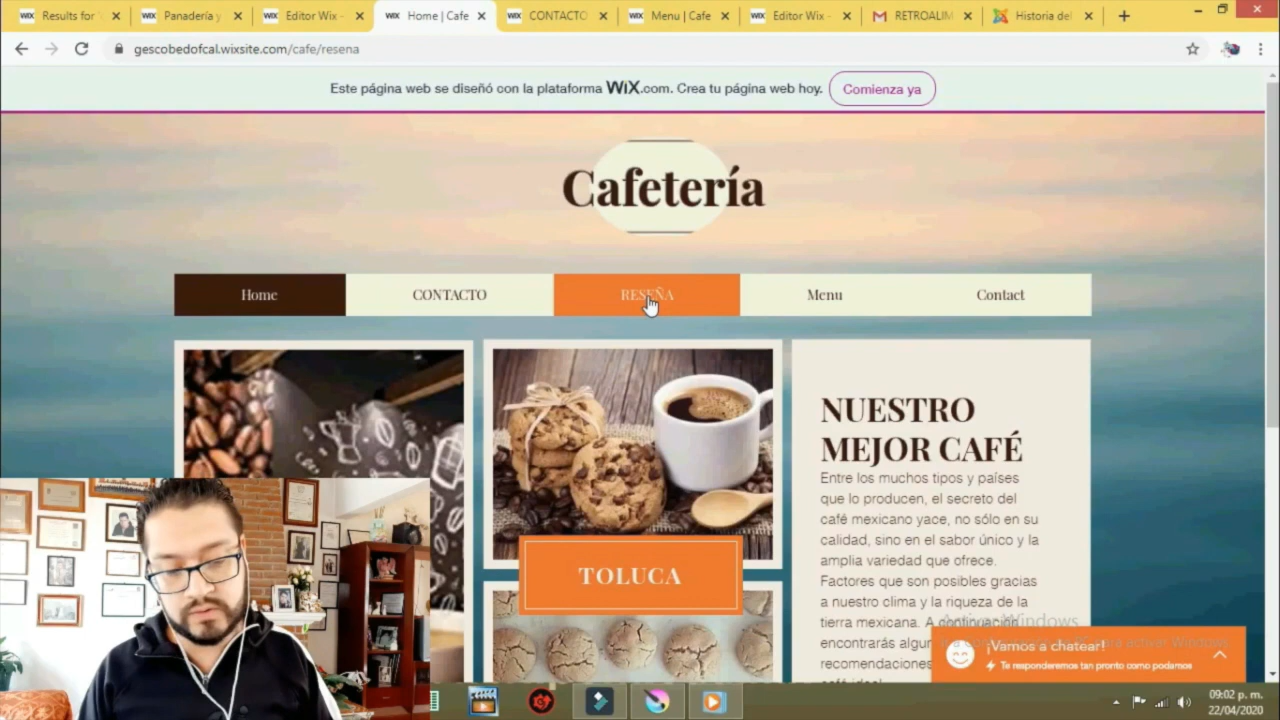 Results for
Panadería y
Editor Wix -
Home | Cafe
CONTACTO
Menu | Cafe
Editor Wix -
RETROALIM
Historia del
gescobedofcal.wixsite.com/cafe/resena
Este página web se diseñó con la plataforma WiX.com. Crea tu página web hoy.
Comienza ya
Cafetería
Home
CONTACTO
RESEÑA
Menu
Contact
TOLUCA
NUESTRO
MEJOR CAFÉ
Entre los muchos tipos y países
que lo producen, el secreto del
café mexicano yace, no sólo en su
calidad, sino en el sabor único y la
amplia variedad que ofrece.
Factores que son posibles gracias
a nuestro clima y la riqueza de la
tierra mexicana. A continuación
encontrarás algun
recomendaciones
¡Vamos a chatear!
Te responderemos tan pronto como podamos
09:02 p. m.
22/04/2020